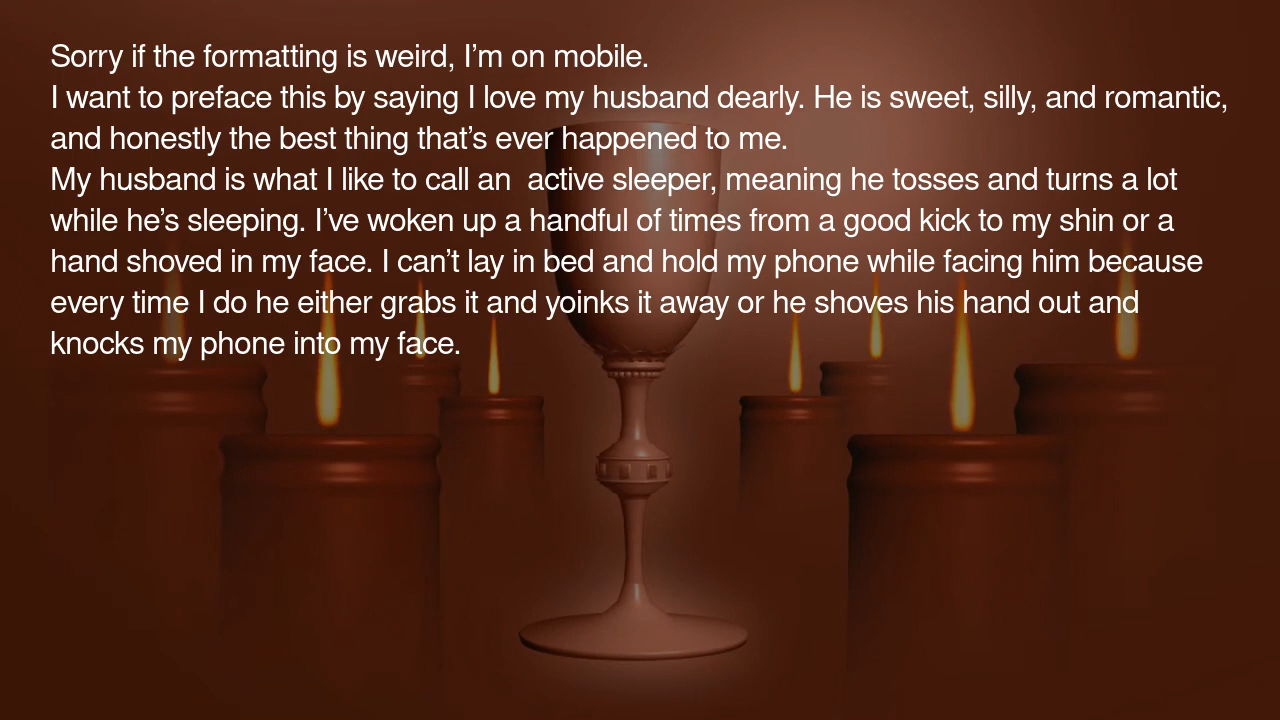 Sorry if the formatting is weird, I’m on mobile.
I want to preface this by saying I love my husband dearly. He is sweet, silly, and romantic,
and honestly the best thing that’s ever happened to me.
My husband is what I like to call an  active sleeper, meaning he tosses and turns a lot
while he’s sleeping. I’ve woken up a handful of times from a good kick to my shin or a
hand shoved in my face. I can’t lay in bed and hold my phone while facing him because
every time I do he either grabs it and yoinks it away or he shoves his hand out and
knocks my phone into my face.